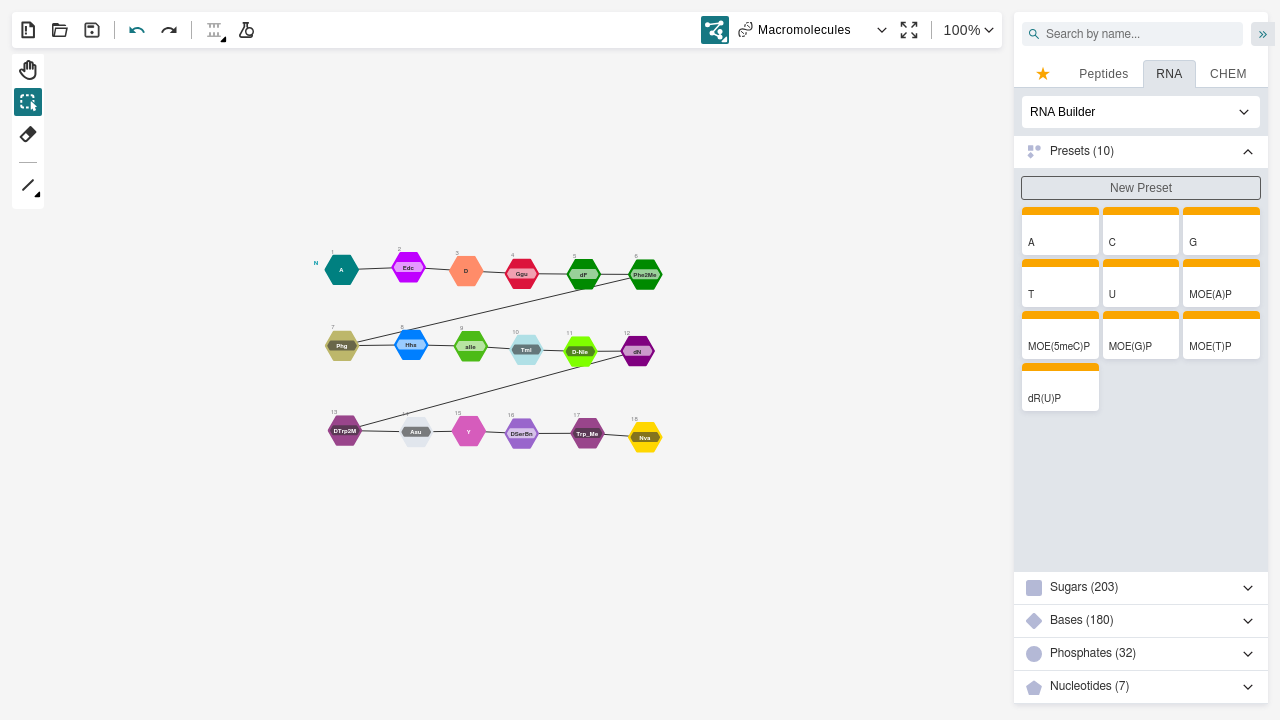 Macromolecules
100%
Search by name...
Peptides RNA CHEM
RNA Builder
Presets (10)
New Preset
A C G
T U MOE(A)P
MOE(5meC)P MOE(G)P MOE(T)P
dR(U)P
Sugars (203)
Bases (180)
Phosphates (32)
Nucleotides (7)
1 2 3 4 5 6
N A Edc D Ggu dF Phe2Me
7 8 9 10 11 12
Phg Hhs aIle Tml D-Nle dN
13 15 16 17 18
DTrp2M Asu Y DSerBn Trp_Me Nva